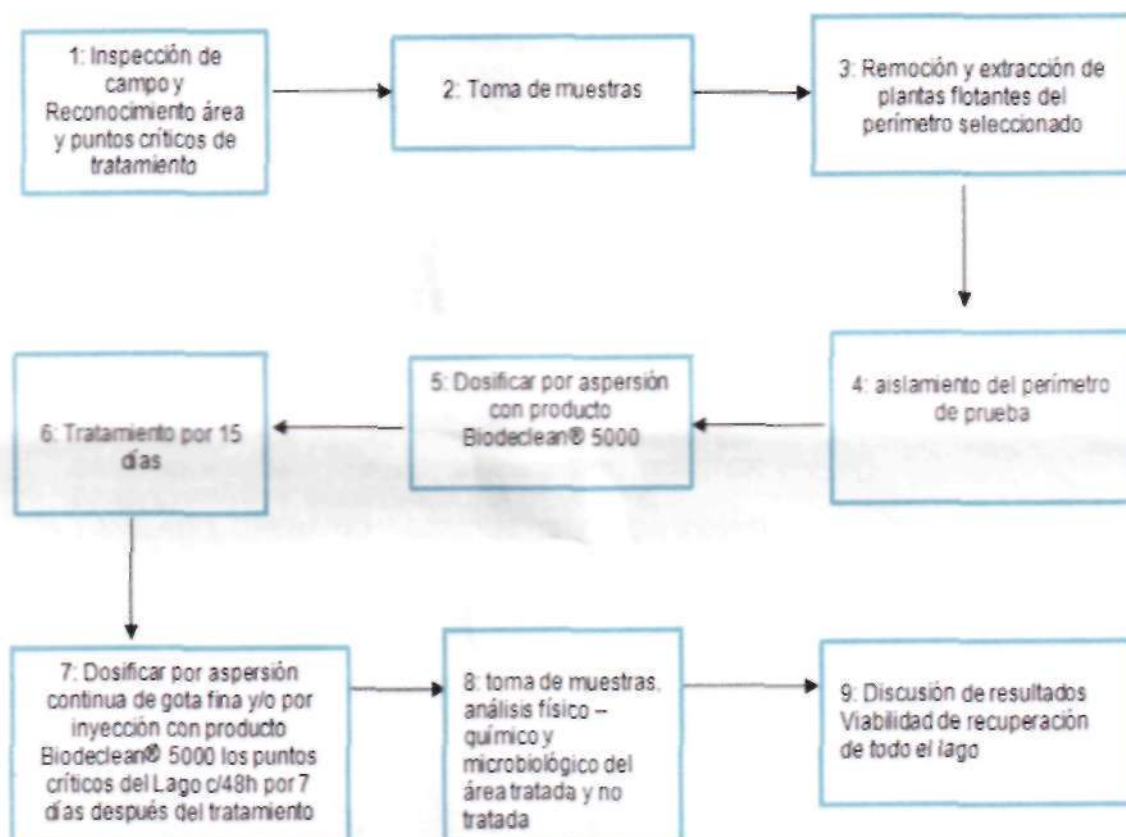 1: Inspección de
campo y
Reconocimiento área
y puntos críticos de
tratamiento
2: Toma de muestras
3: Remoción y extracción de
plantas flotantes del
perímetro seleccionado
4: aislamiento del perímetro
de prueba
5: Dosificar por aspersión
con producto
Biodeclean® 5000
6: Tratamiento por 15
días
7: Dosificar por aspersión
continua de gota fina y/o por
inyección con producto
Biodeclean® 5000 los puntos
críticos del Lago c/48h por 7
días después del tratamiento
8: toma de muestras,
análisis físico –
químico y
microbiológico del
área tratada y no
tratada
9: Discusión de resultados
Viabilidad de recuperación
de todo el lago